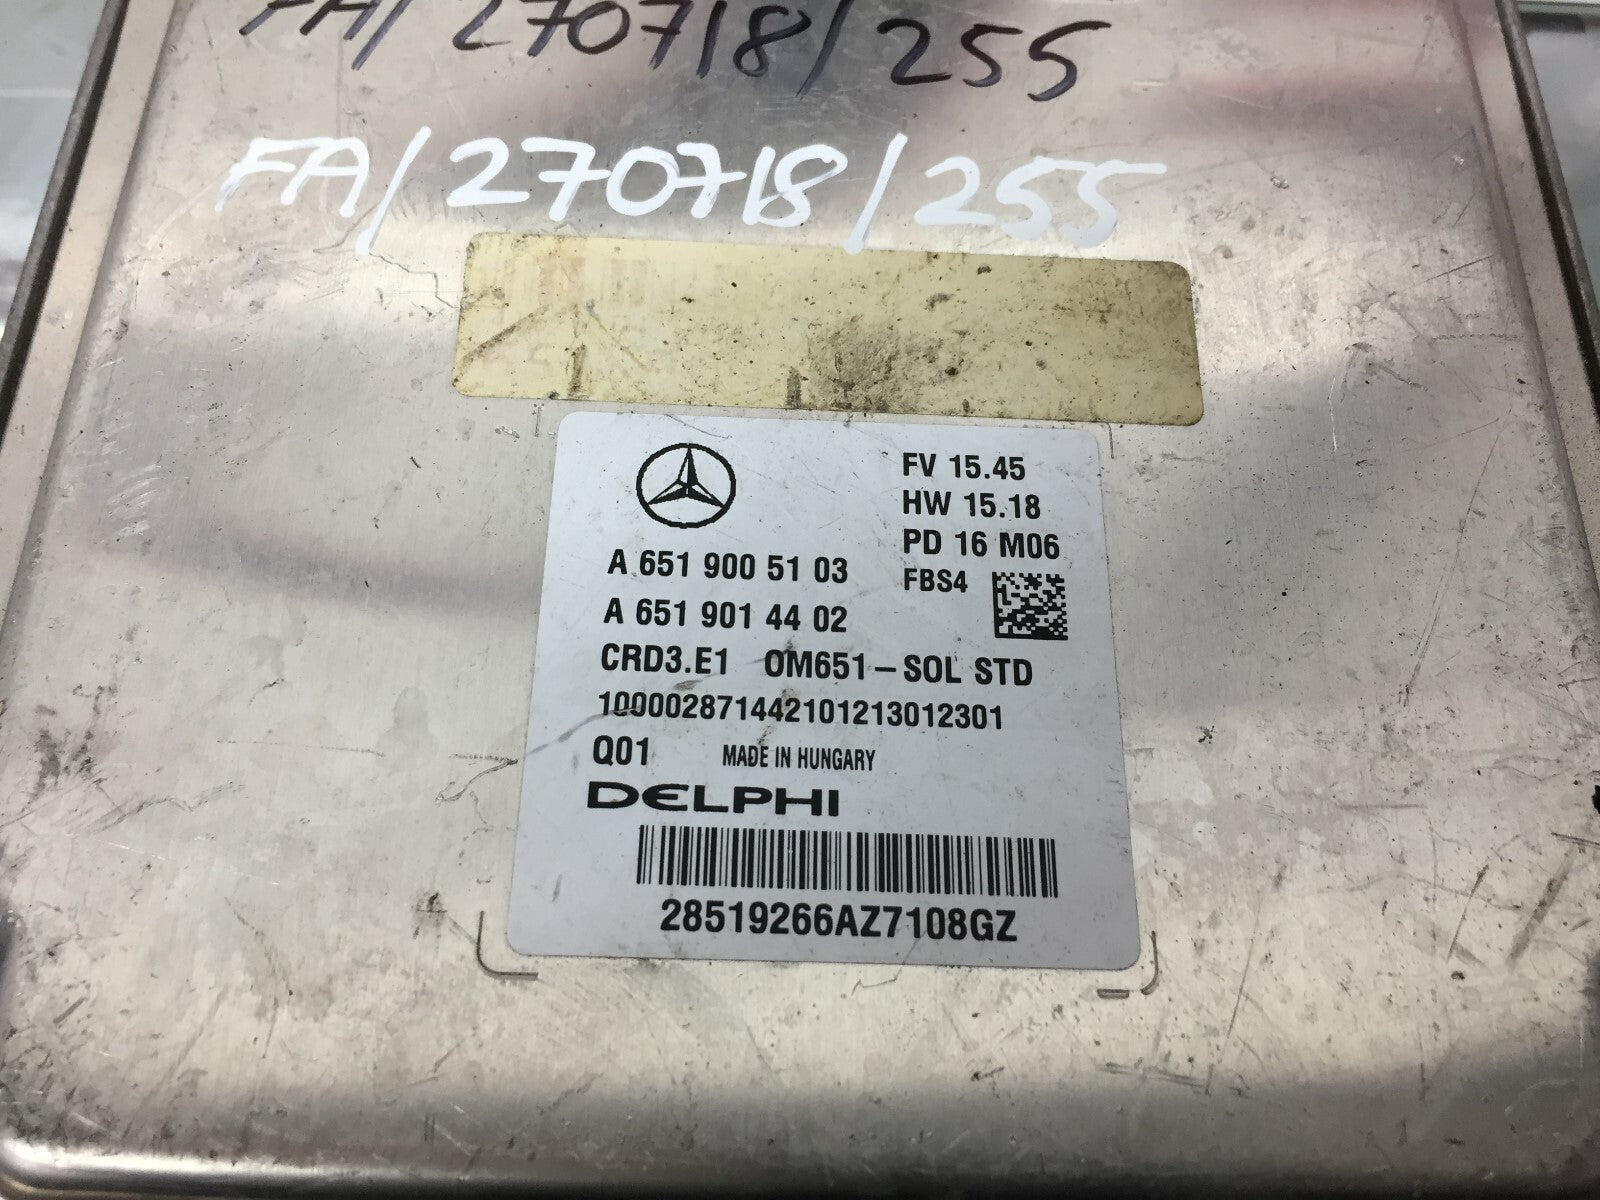 FA/270718/255
FA/270718/255
FV 15.45
HW 15.18
PD 16 M06
FBS4
A 651 900 51 03
A 651 901 44 02
CRD3.E1 OM651-SOL STD
10000287144210121301230​1
Q01 MADE IN HUNGARY
DELPHI
28519266AZ7108GZ